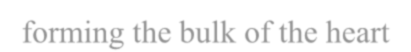 forming the bulk of the heart